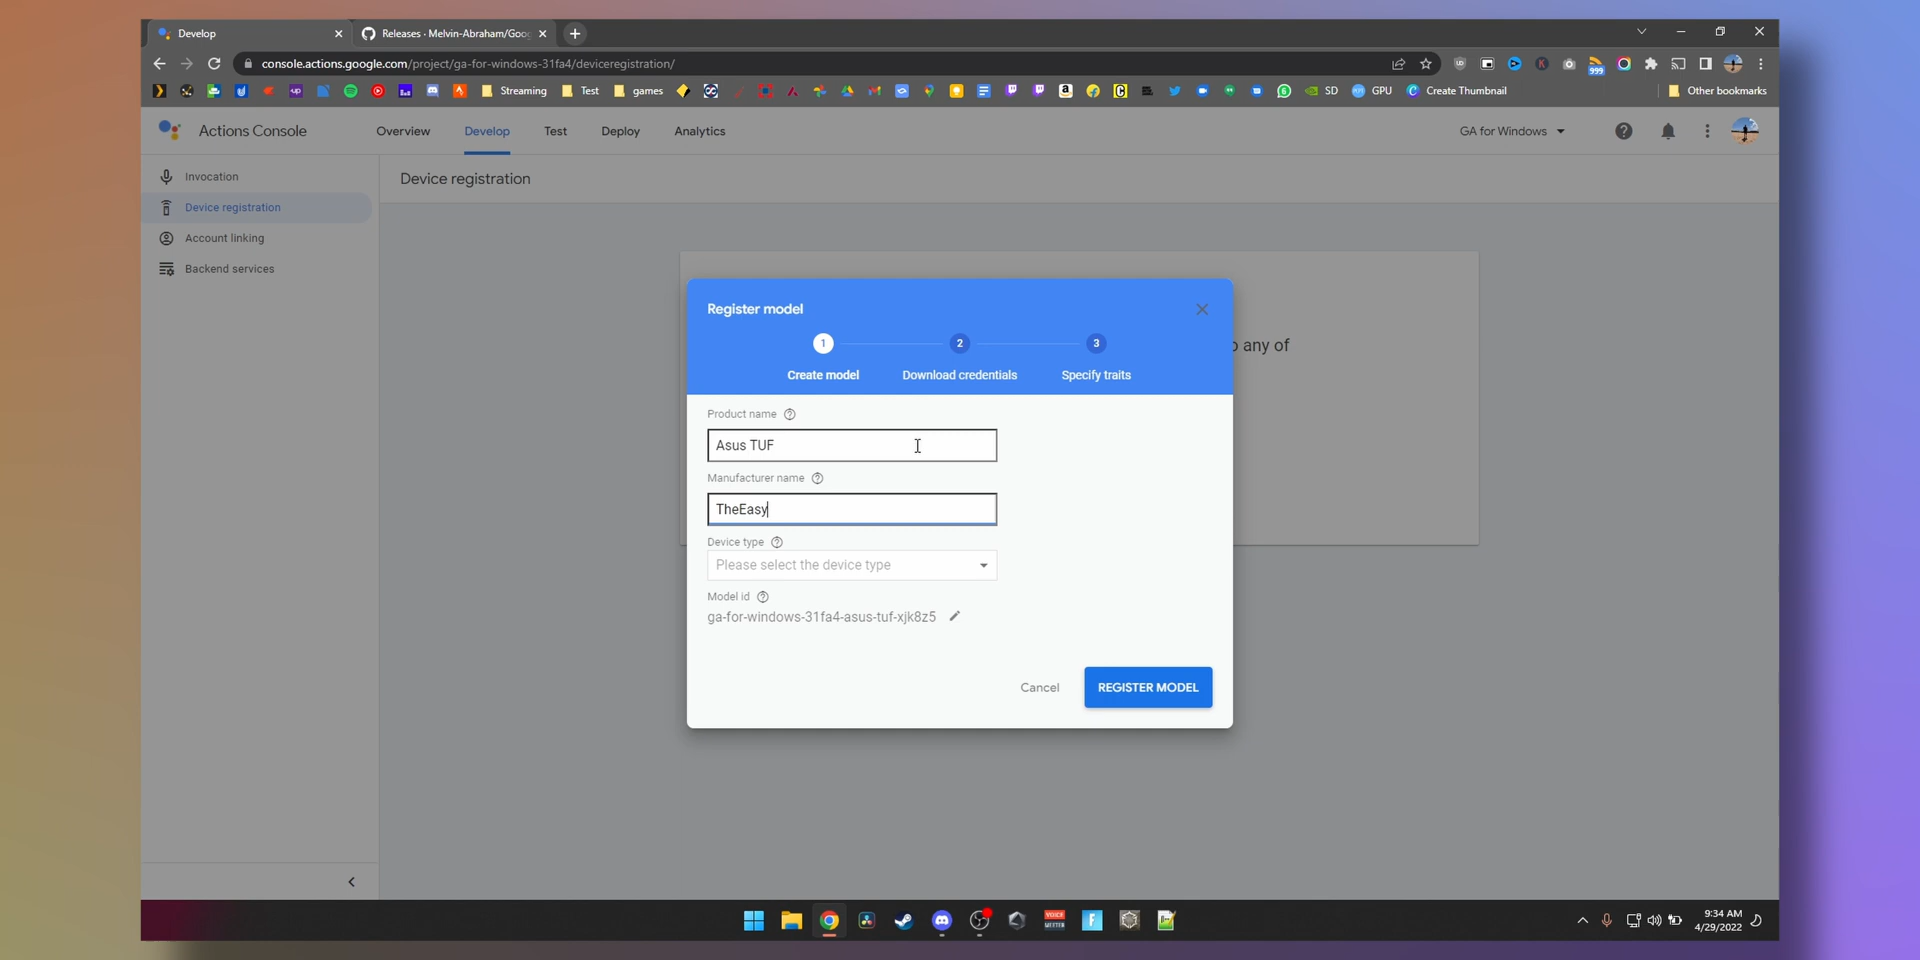 Develop
Releases · Melvin-Abraham/Goo
console.actions.google.com/project/ga-for-windows-31fa4/deviceregistration/
999
Streaming
Test
games
SD
GPU
Create Thumbnail
Other bookmarks
Actions Console
Overview
Develop
Test
Deploy
Analytics
GA for Windows
Invocation
Device registration
Account linking
Backend services
Device registration
o any of
Register model
1
2
3
Create model
Download credentials
Specify traits
Product name
Asus TUF
Manufacturer name
TheEasy
Device type
Please select the device type
Model id
ga-for-windows-31fa4-asus-tuf-xjk8z5
Cancel
REGISTER MODEL
9:34 AM
4/29/2022